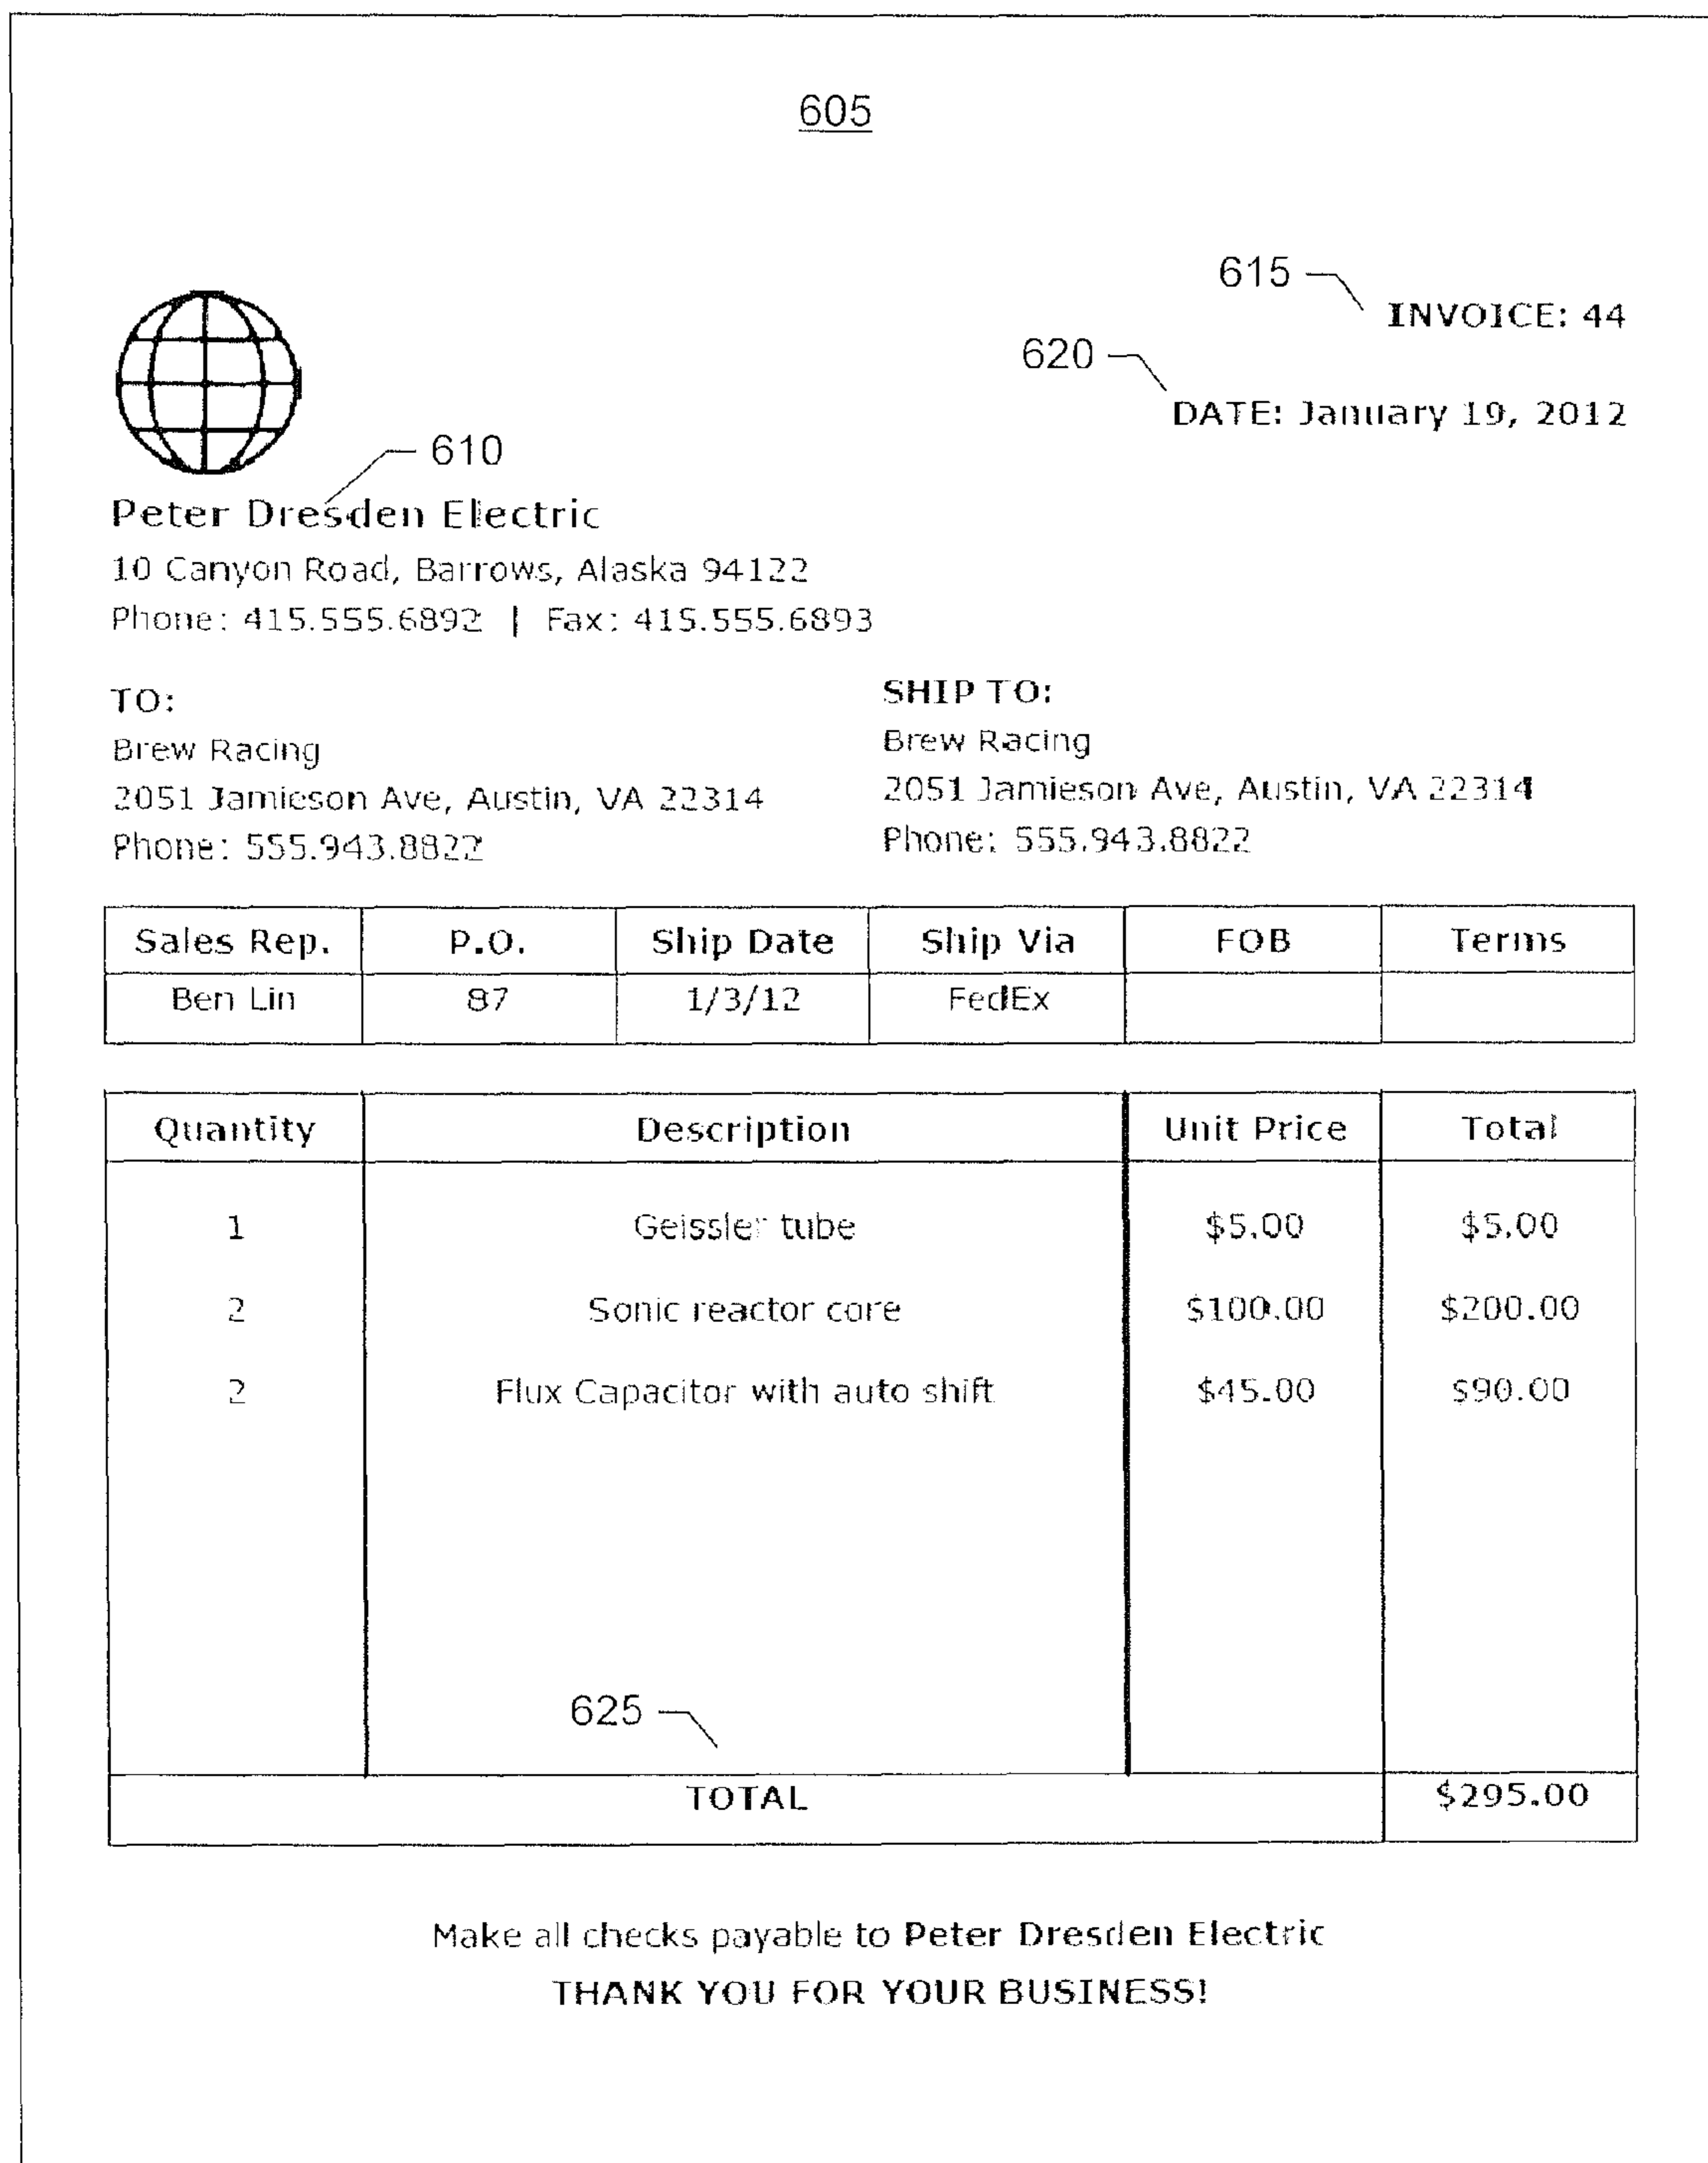 605
615
INVOICE: 44
620
DATE: January 19, 2012
610
Peter Dresden Electric
10 Canyon Road, Barrows, Alaska 94122
Phone: 415.555.6892 | Fax: 415.555.6893
TO:
Brew Racing
2051 Jamieson Ave, Austin, VA 22314
Phone: 555.943.8822
SHIP TO:
Brew Racing
2051 Jamieson Ave, Austin, VA 22314
Phone: 555.943.8822
Sales Rep. P.O. Ship Date Ship Via FOB Terms
Ben Lin 87 1/3/12 FedEx
Quantity Description Unit Price Total
1 Geissler tube $5.00 $5.00
2 Sonic reactor core $100.00 $200.00
2 Flux Capacitor with auto shift $45.00 $90.00
625
TOTAL $295.00
Make all checks payable to Peter Dresden Electric
THANK YOU FOR YOUR BUSINESS!